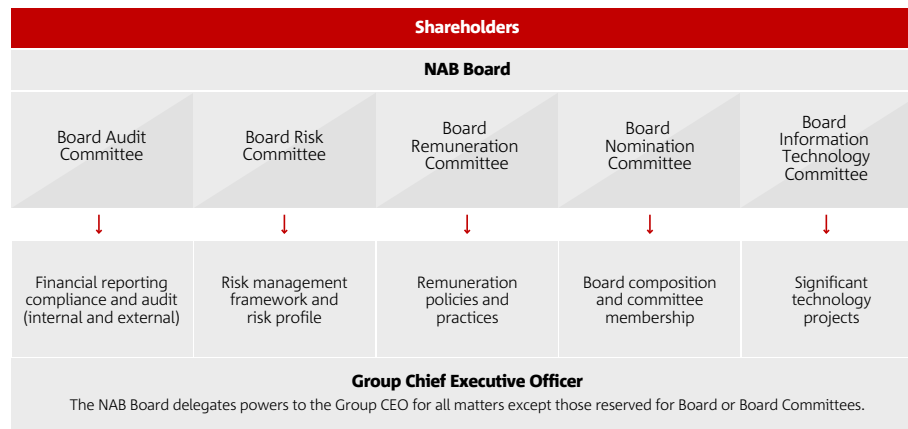 Shareholders
NAB Board
Board Audit
Committee
Board Risk
Committee
Board
Remuneration
Committee
Board
Nomination
Committee
Board
Information
Technology
Committee
↓ ↓ ↓ ↓ ↓
Financial reporting
compliance and audit
(internal and external)
Risk management
framework and
risk profile
Remuneration
policies and
practices
Board composition
and committee
membership
Significant
technology
projects
Group Chief Executive Officer
The NAB Board delegates powers to the Group CEO for all matters except those reserved for Board or Board Committees.